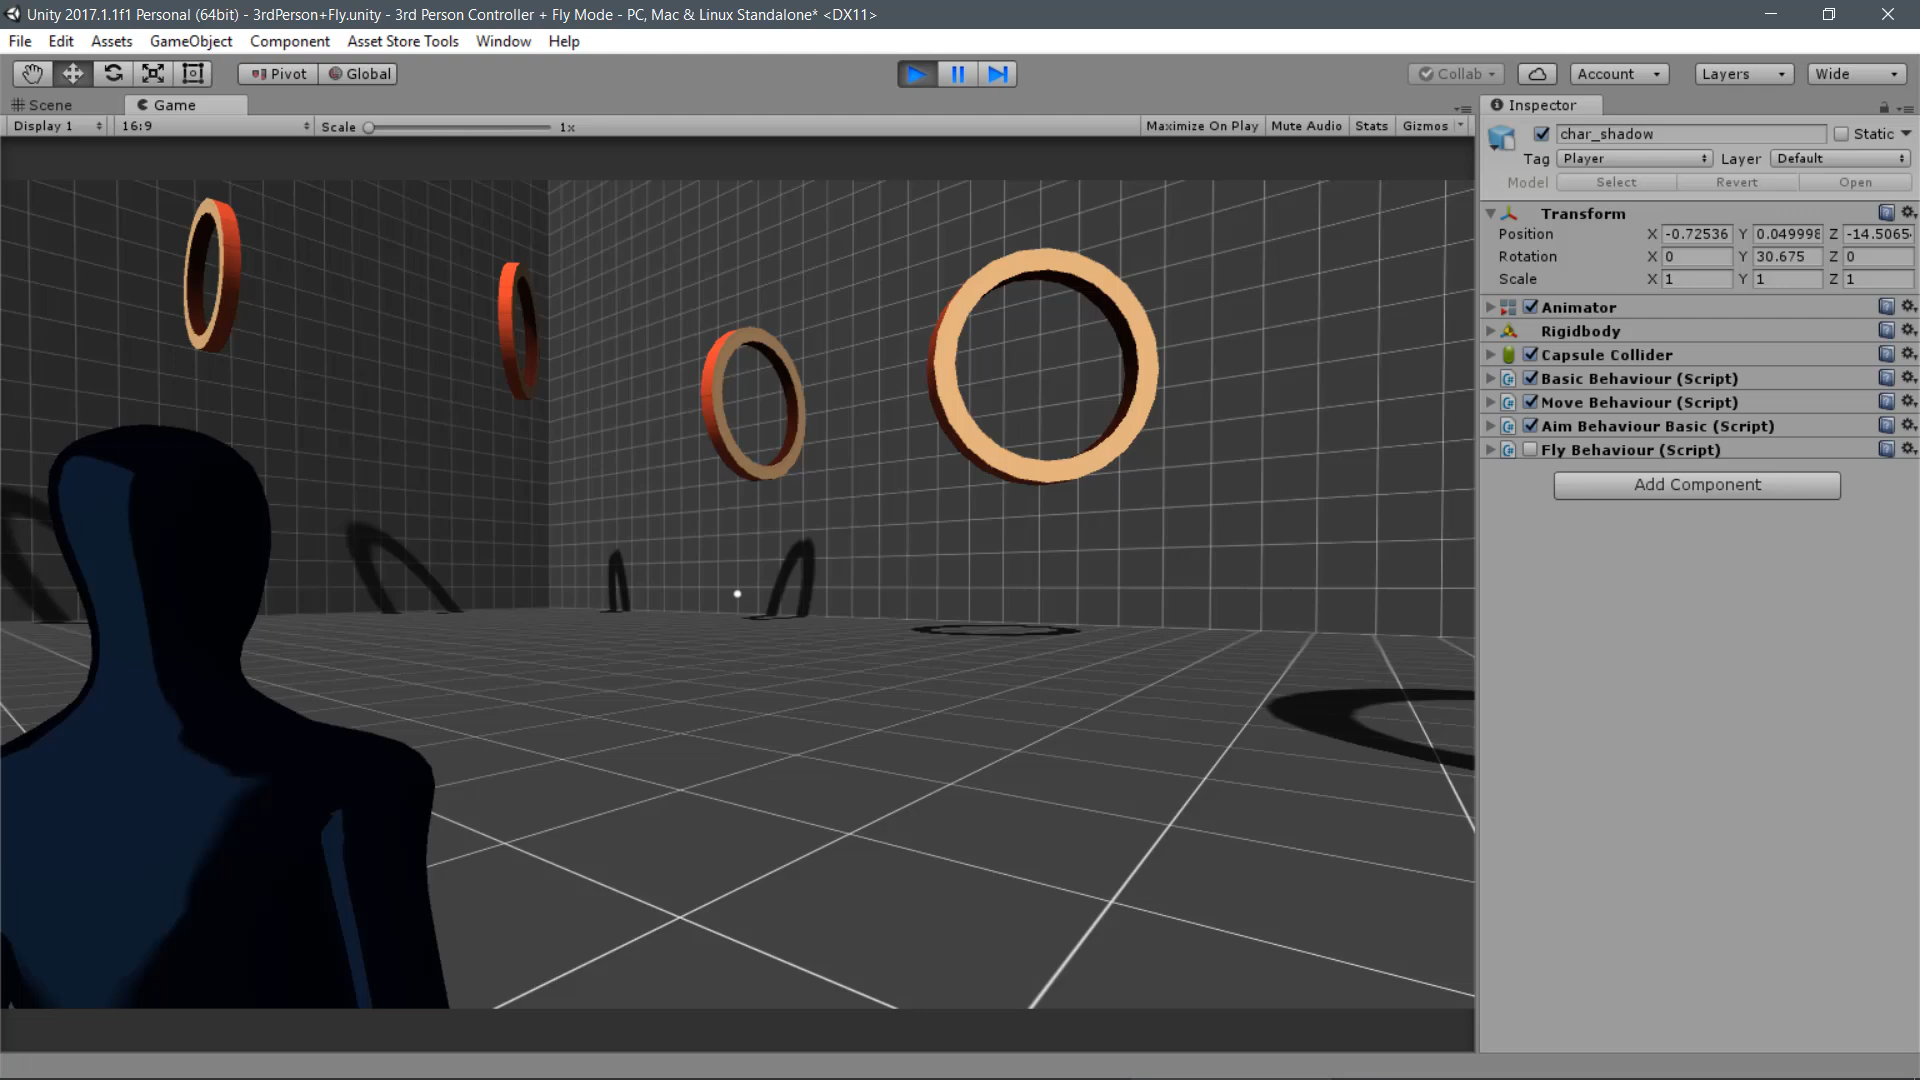 Unity 2017.1.1f1 Personal (64bit) - 3rdPerson+Fly.unity - 3rd Person Controller + Fly Mode - PC, Mac & Linux Standalone* <DX11>
File Edit Assets GameObject Component Asset Store Tools Window Help
Pivot Global Collab Account Layers Wide
Scene Game Inspector
Display 1 16:9 Scale 1x Maximize On Play Mute Audio Stats Gizmos
char_shadow Static
Tag Player Layer Default
Model Select Revert Open
Transform
Position X -0.72536 Y 0.049998 Z -14.5065
Rotation X 0 Y 30.675 Z 0
Scale X 1 Y 1 Z 1
Animator
Rigidbody
Capsule Collider
Basic Behaviour (Script)
Move Behaviour (Script)
Aim Behaviour Basic (Script)
Fly Behaviour (Script)
Add Component